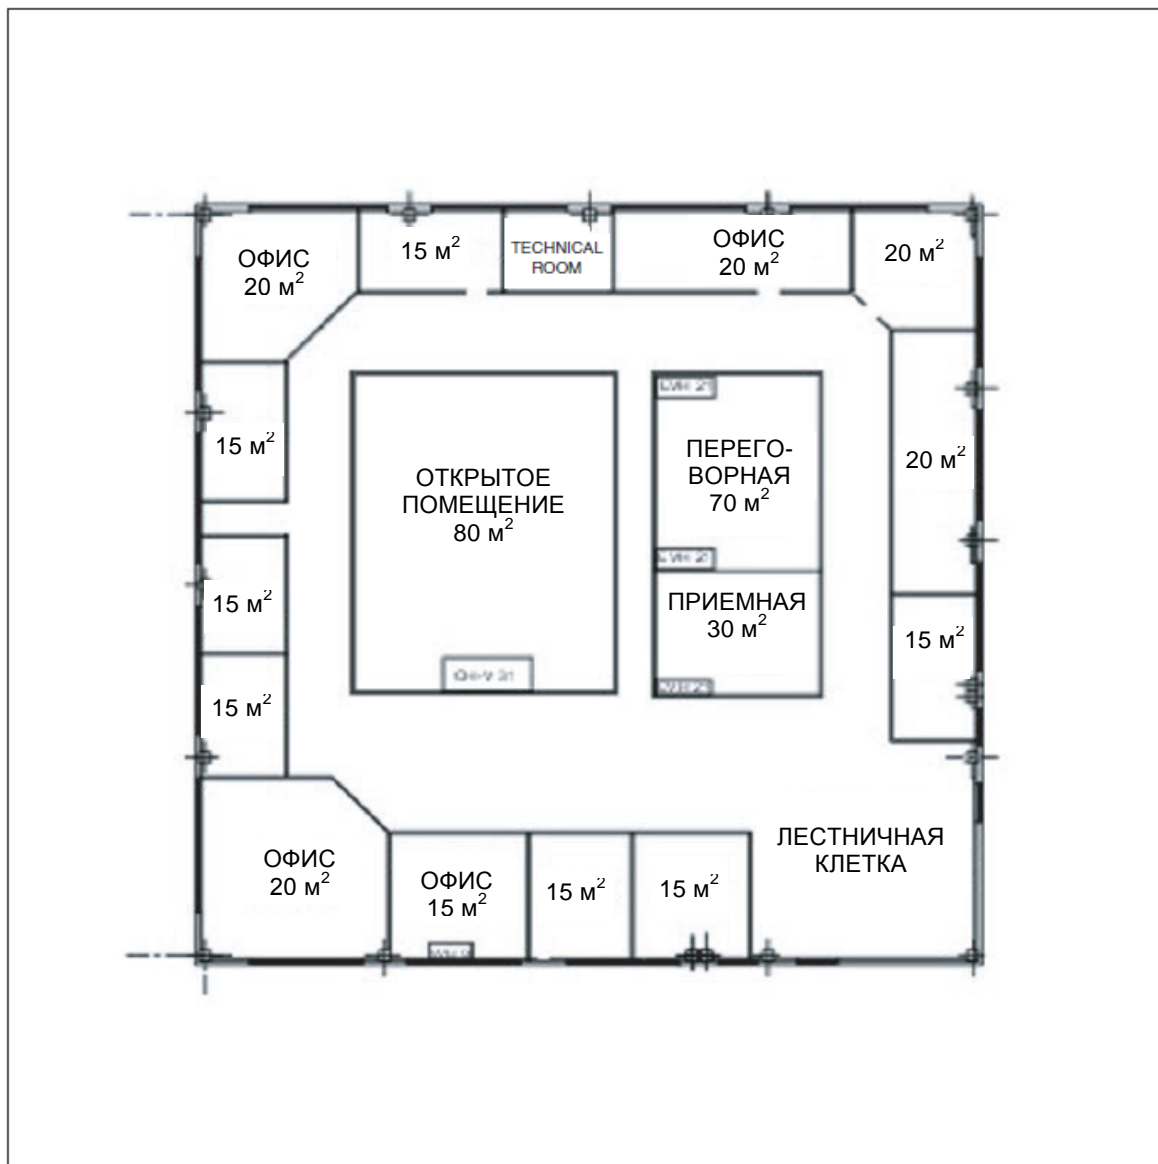 ОФИС
20 м²
15 м²
TECHNICAL
ROOM
ОФИС
20 м²
20 м²
15 м²
ОТКРЫТОЕ
ПОМЕЩЕНИЕ
80 м²
ПЕРЕГО-
ВОРНАЯ
70 м²
20 м²
15 м²
ПРИЕМНАЯ
30 м²
15 м²
15 м²
ОФИС
20 м²
ОФИС
15 м²
15 м²
15 м²
ЛЕСТНИЧНАЯ
КЛЕТКА